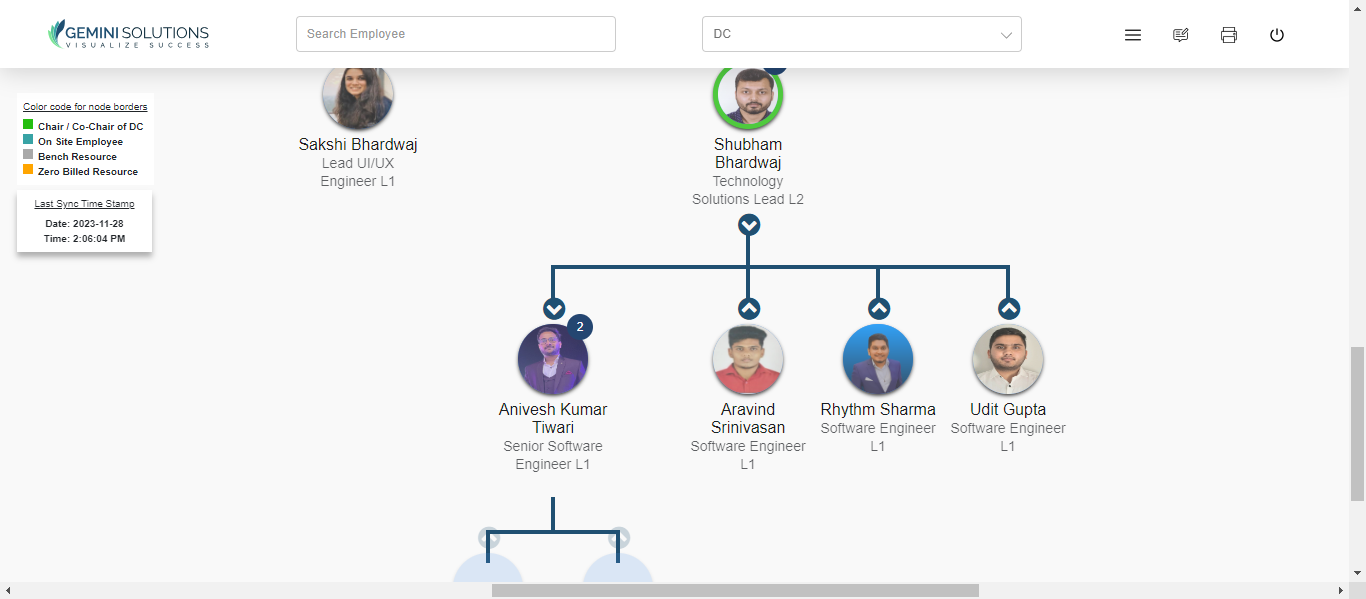 GEMINI SOLUTIONS
VISUALIZE SUCCESS
Search Employee
DC
Color code for node borders
Chair / Co-Chair of DC
On Site Employee
Bench Resource
Zero Billed Resource
Last Sync Time Stamp
Date: 2023-11-28
Time: 2:06:04 PM
Sakshi Bhardwaj
Lead UI/UX
Engineer L1
Shubham
Bhardwaj
Technology
Solutions Lead L2
2
Anivesh Kumar
Tiwari
Senior Software
Engineer L1
Aravind
Srinivasan
Software Engineer
L1
Rhythm Sharma
Software Engineer
L1
Udit Gupta
Software Engineer
L1